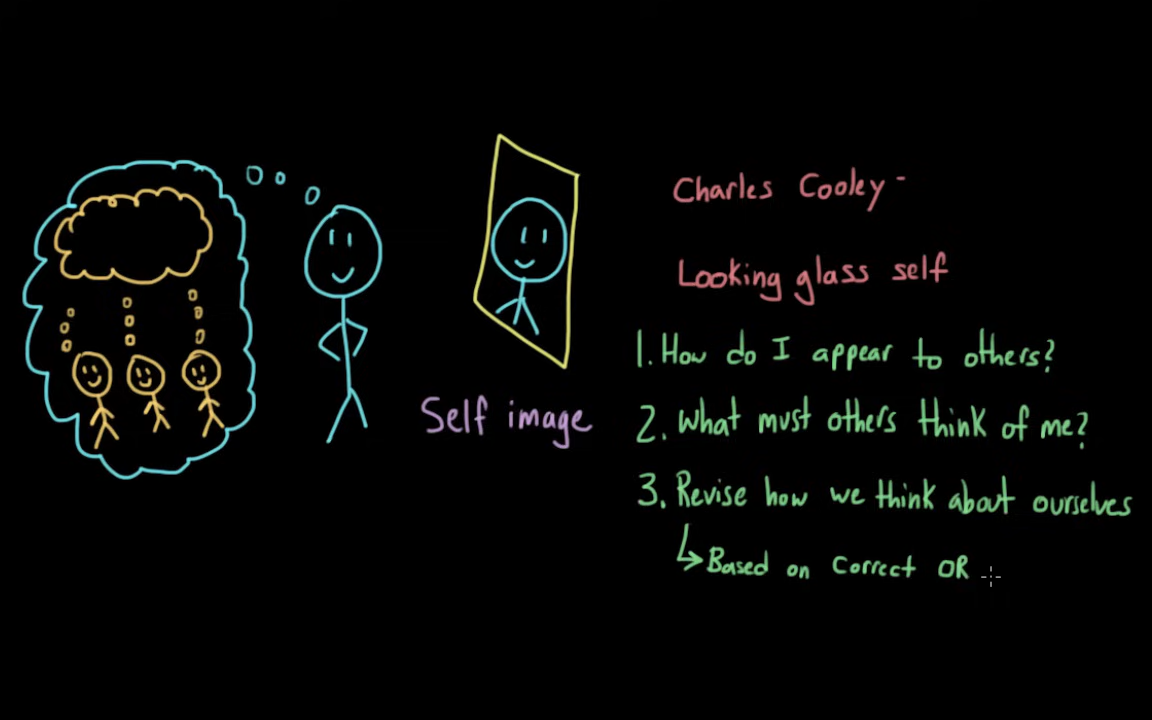 Charles Cooley -
Looking glass self
1. How do I appear to others?
Self image
2. What must others think of me?
3. Revise how we think about ourselves
↳ Based on correct OR